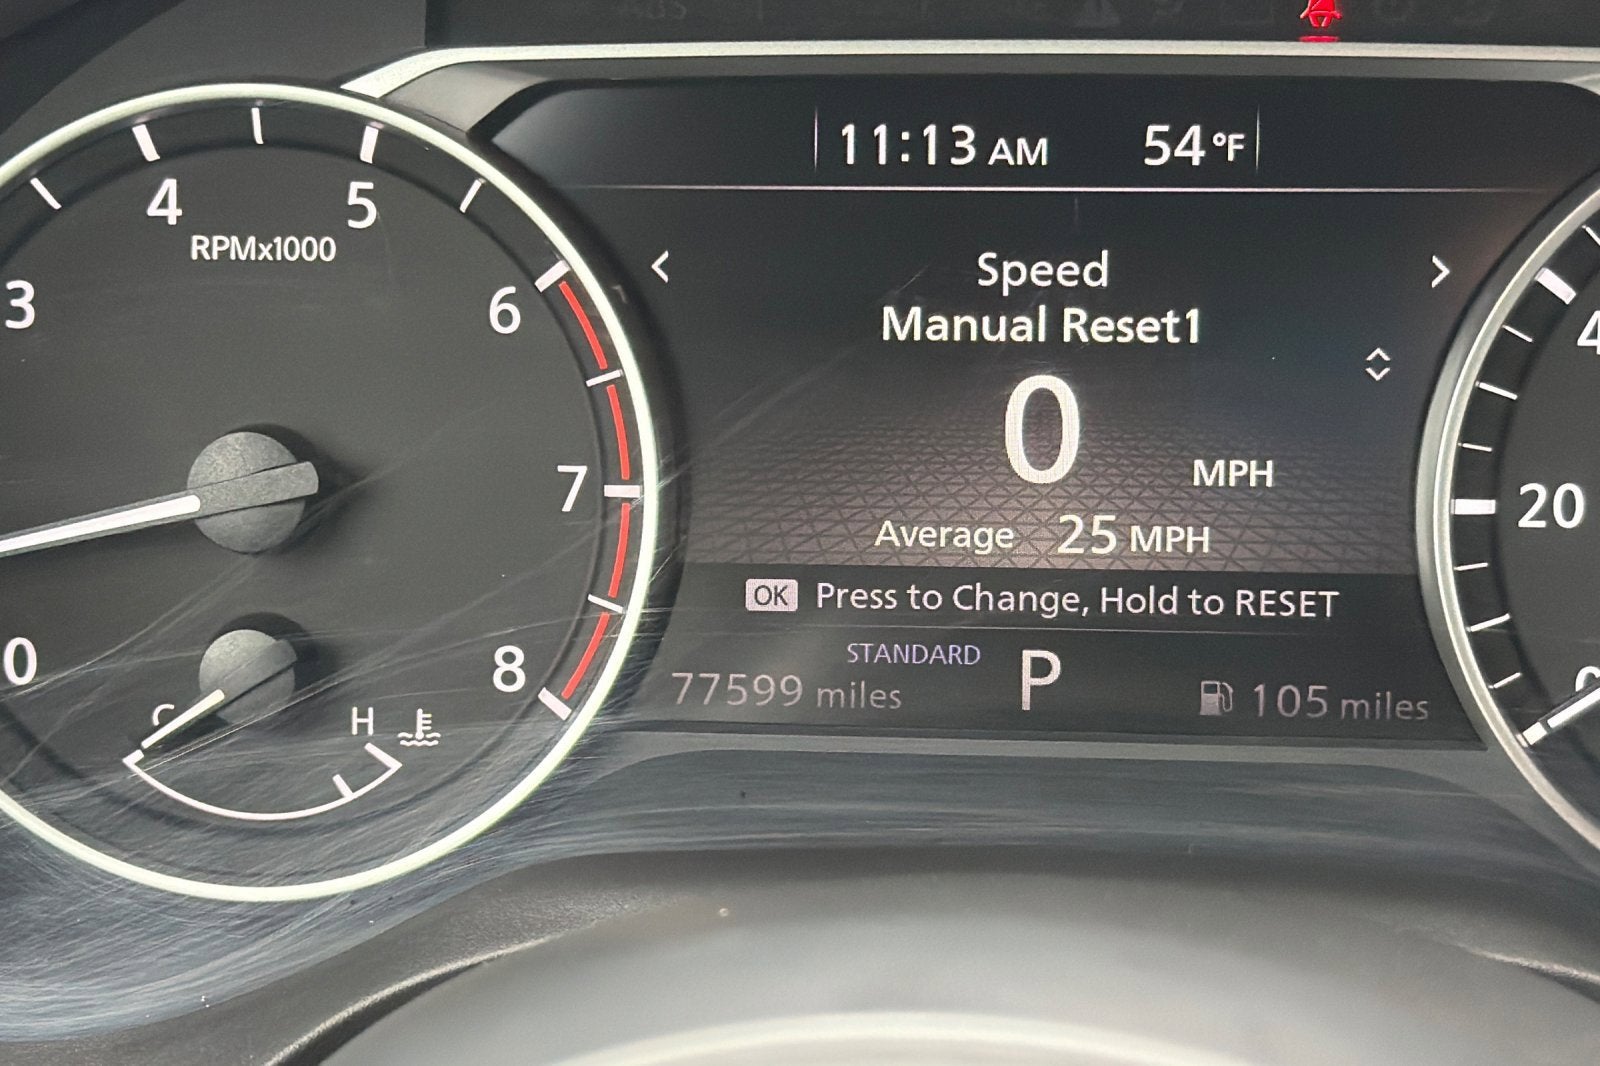 11:13 AM 54°F
4 5
RPMx1000
3 6
Speed
Manual Reset1
0 MPH
7
20
Average 25 MPH
OK Press to Change, Hold to RESET
STANDARD
0 8
77599 miles P 105 miles
C H